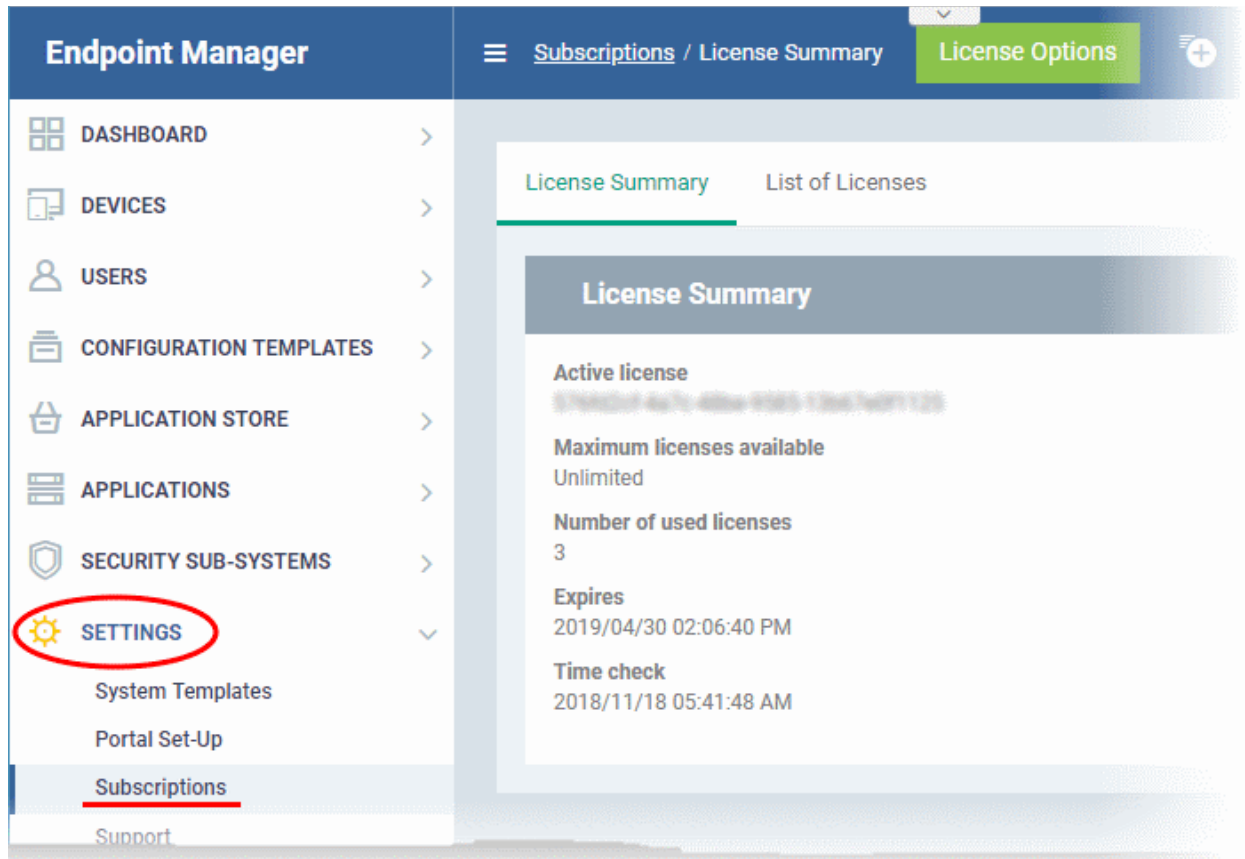 Endpoint Manager
Subscriptions / License Summary
License Options
DASHBOARD
DEVICES
USERS
CONFIGURATION TEMPLATES
APPLICATION STORE
APPLICATIONS
SECURITY SUB-SYSTEMS
SETTINGS
System Templates
Portal Set-Up
Subscriptions
Support
License Summary
List of Licenses
License Summary
Active license
Maximum licenses available
Unlimited
Number of used licenses
3
Expires
2019/04/30 02:06:40 PM
Time check
2018/11/18 05:41:48 AM